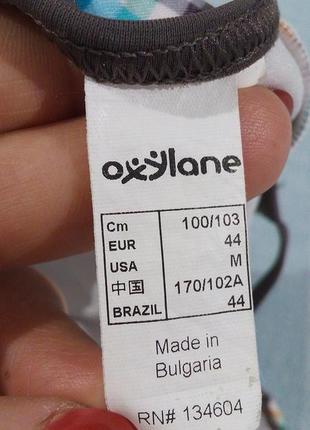 oxylane
Cm 100/103
EUR 44
USA M
中国 170/102A
BRAZIL 44
Made in
Bulgaria
RN# 134604